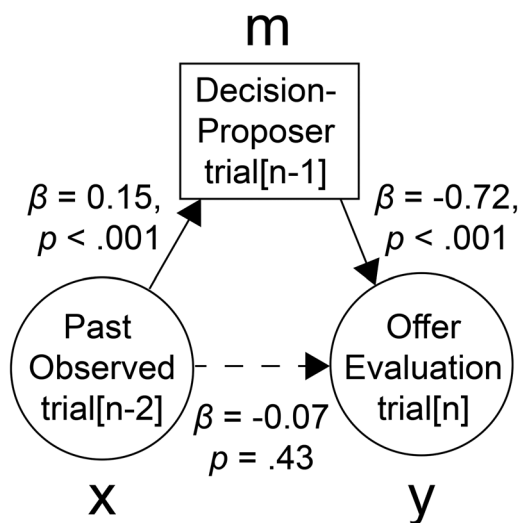 m
Decision-
Proposer
trial[n-1]
β = 0.15,
p < .001
β = -0.72,
p < .001
Past
Observed
trial[n-2]
Offer
Evaluation
trial[n]
β = -0.07
p = .43
x
y